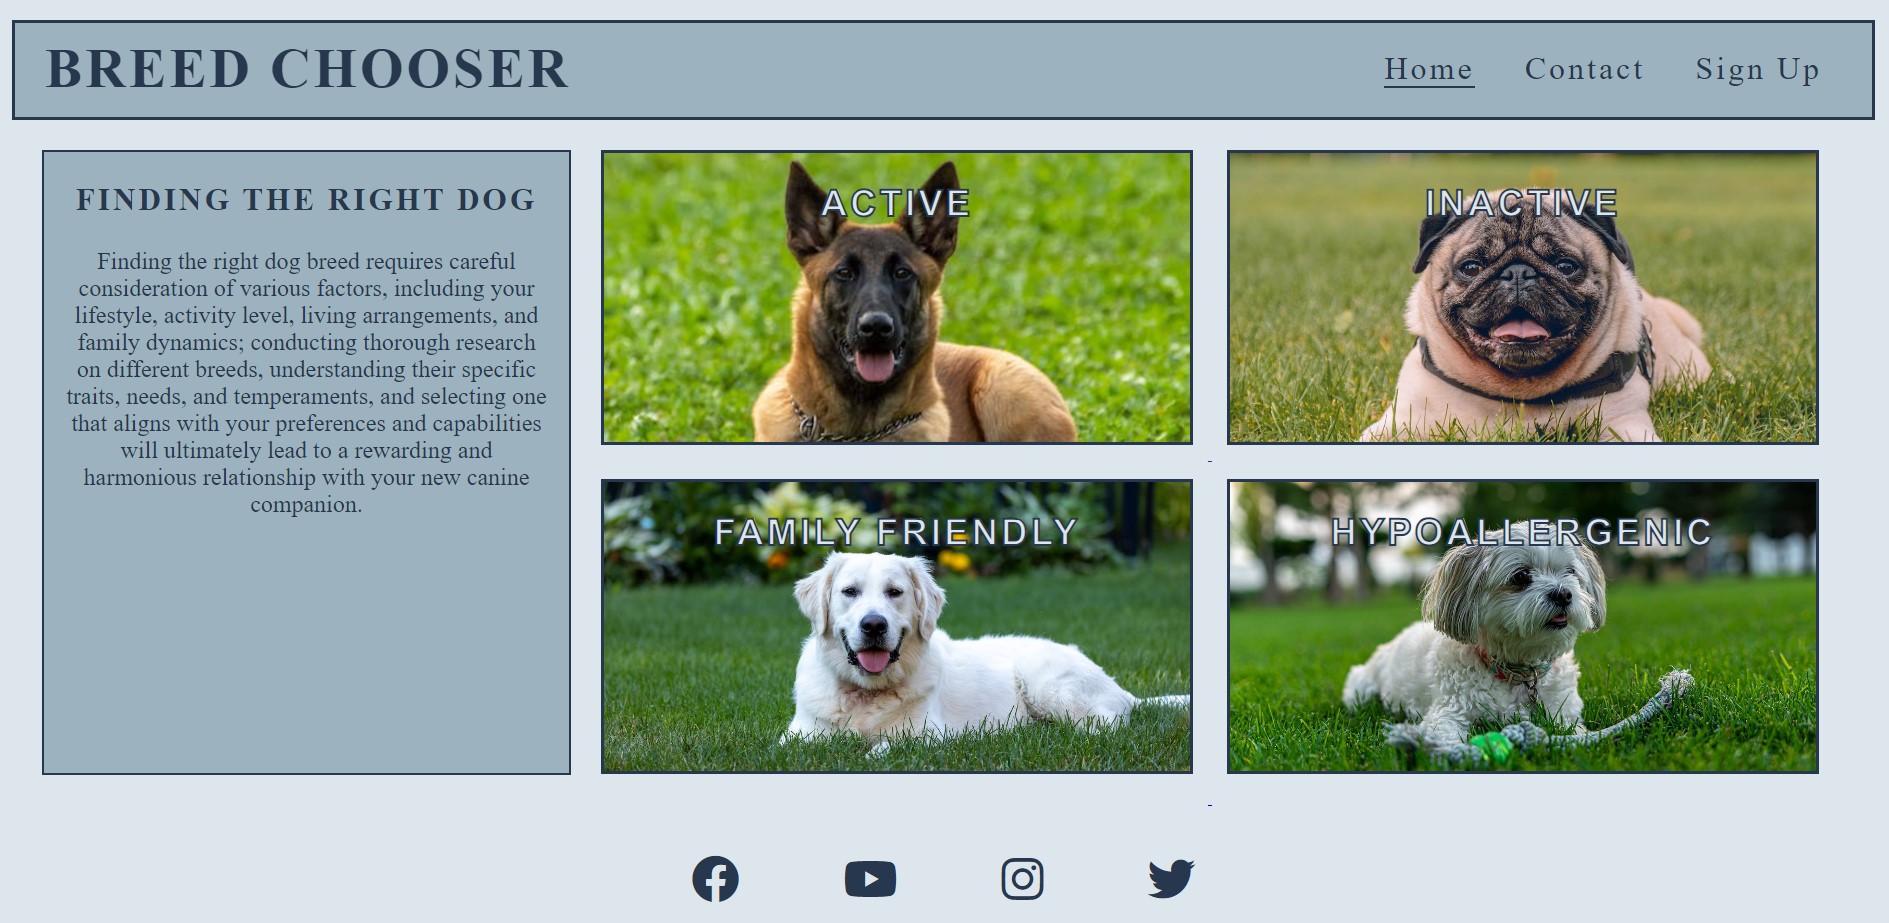 BREED CHOOSER
Home Contact Sign Up
FINDING THE RIGHT DOG
Finding the right dog breed requires careful
consideration of various factors, including your
lifestyle, activity level, living arrangements, and
family dynamics; conducting thorough research
on different breeds, understanding their specific
traits, needs, and temperaments, and selecting one
that aligns with your preferences and capabilities
will ultimately lead to a rewarding and
harmonious relationship with your new canine
companion.
ACTIVE
INACTIVE
FAMILY FRIENDLY
HYPOALLERGENIC